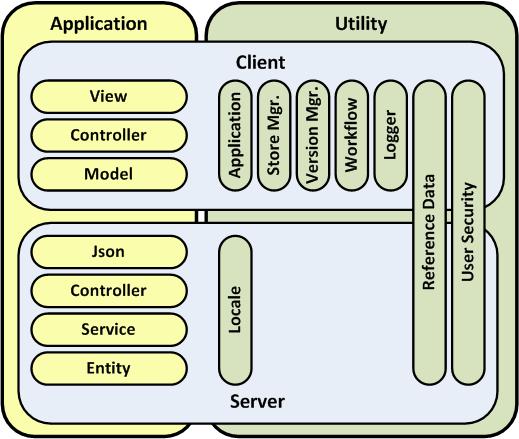 Application
Utility
Client
View
Controller
Model
Application
Store Mgr.
Version Mgr.
Workflow
Logger
Reference Data
User Security
Json
Controller
Service
Entity
Locale
Server